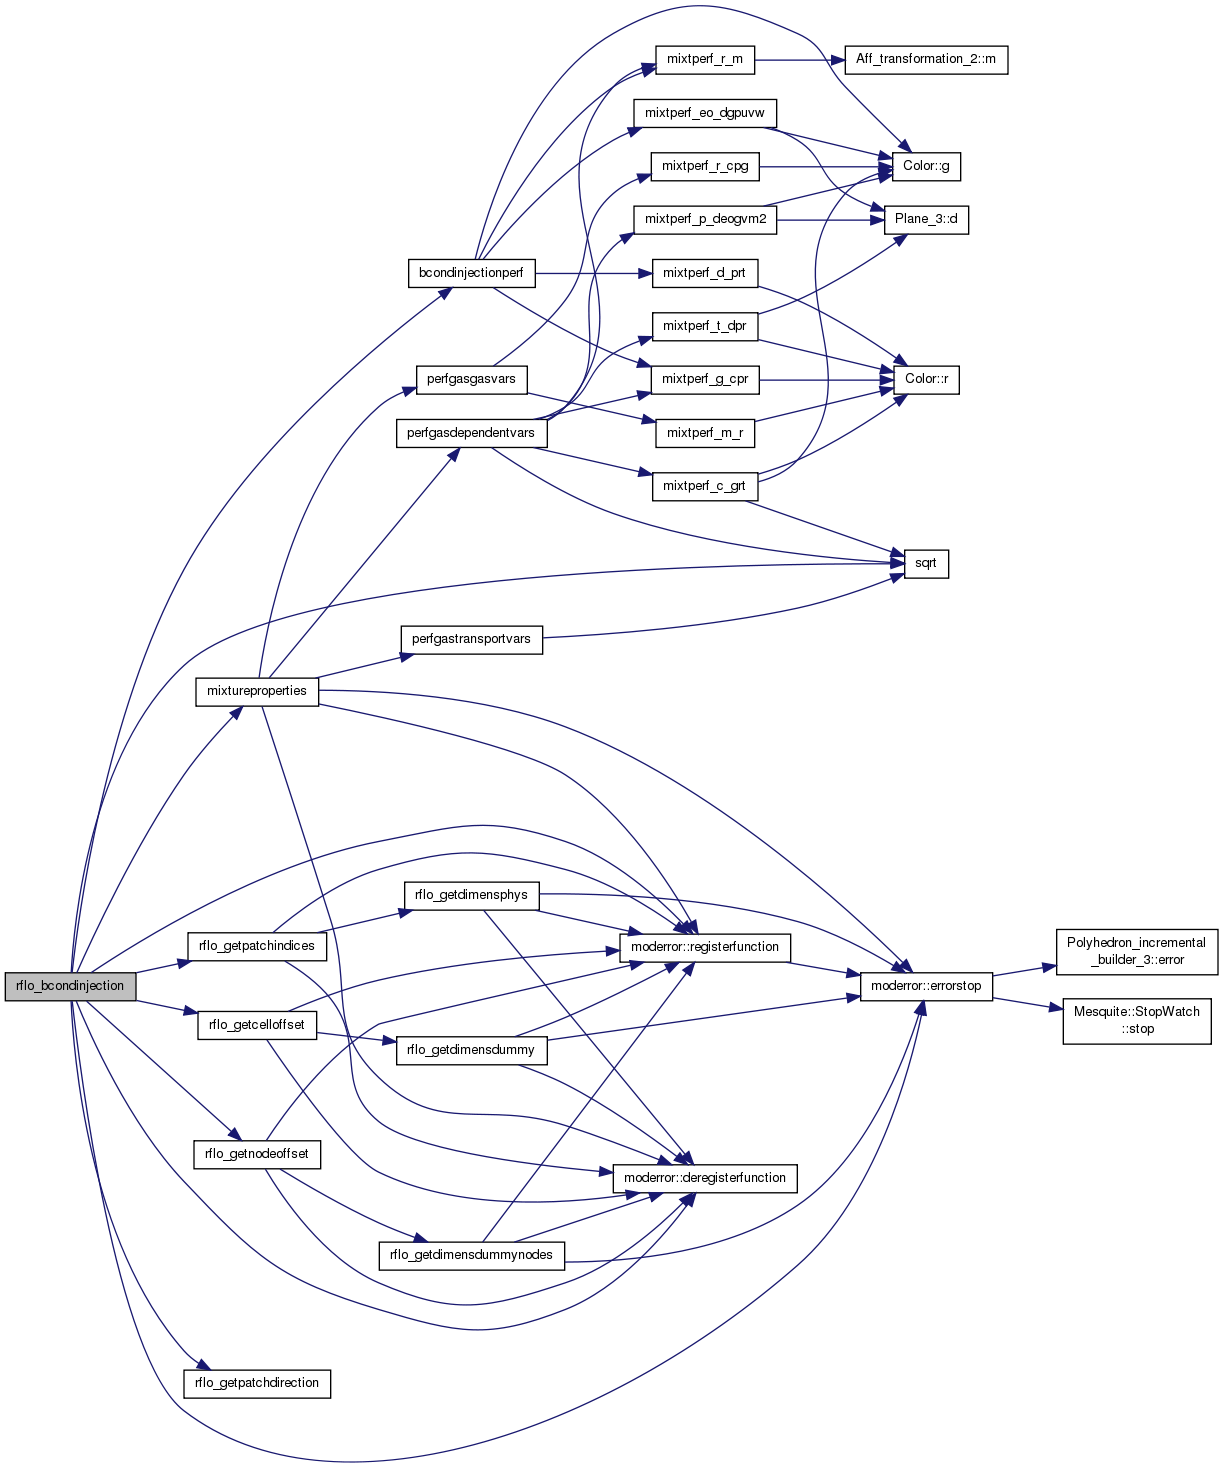 mixtperf_r_m
Aff_transformation_2::m
mixtperf_eo_dgpuvw
mixtperf_r_cpg
Color::g
mixtperf_p_deogvm2
Plane_3::d
bcondinjectionperf
mixtperf_d_prt
mixtperf_t_dpr
perfgasgasvars
mixtperf_g_cpr
Color::r
perfgasdependentvars
mixtperf_m_r
mixtperf_c_grt
sqrt
perfgastransportvars
mixtureproperties
rflo_getdimensphys
rflo_getpatchindices
moderror::registerfunction
Polyhedron_incremental
_builder_3::error
rflo_bcondinjection
moderror::errorstop
rflo_getcelloffset
Mesquite::StopWatch
::stop
rflo_getdimensdummy
rflo_getnodeoffset
moderror::deregisterfunction
rflo_getdimensdummynodes
rflo_getpatchdirection